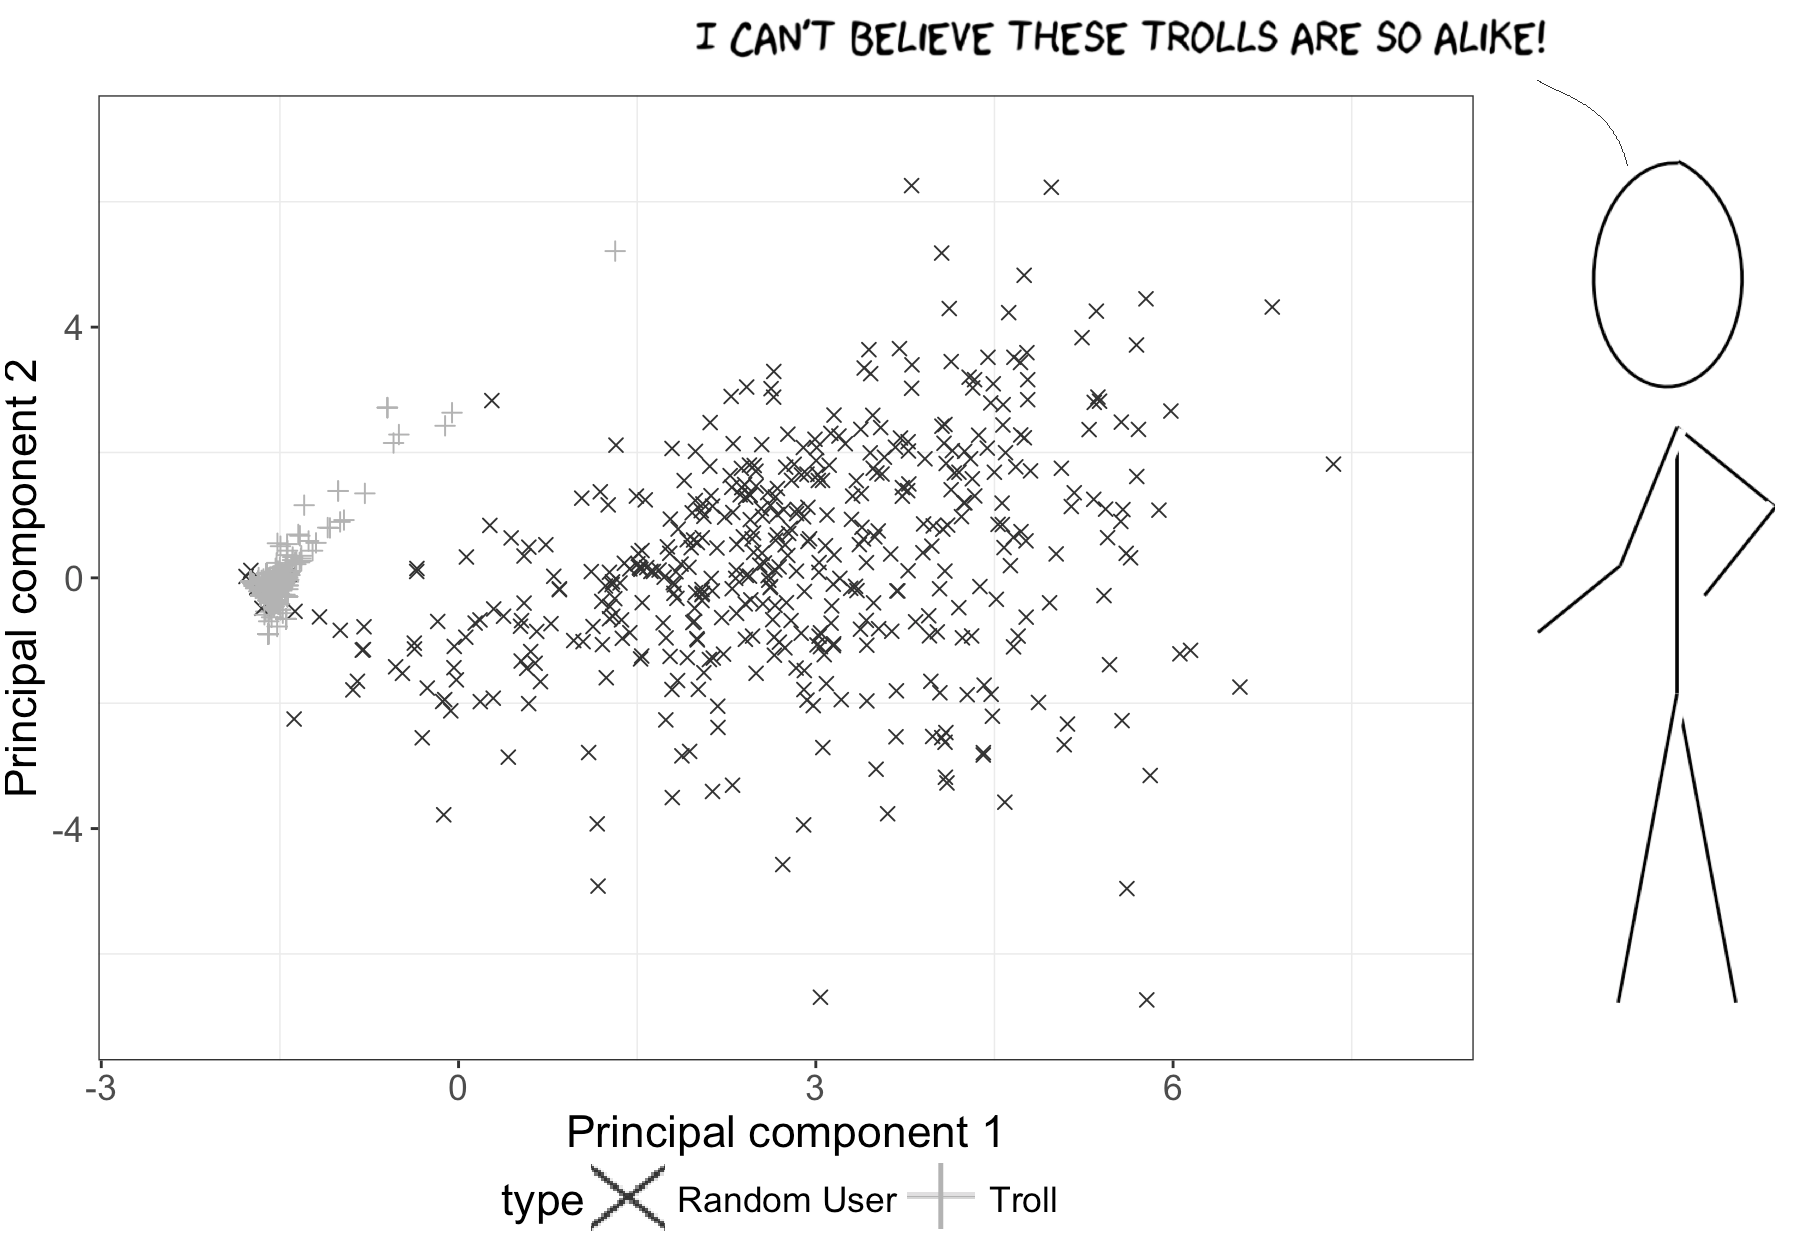 I CAN'T BELIEVE THESE TROLLS ARE SO ALIKE!
Principal component 2
4
0
-4
-3 0 3 6
Principal component 1
type Random User Troll